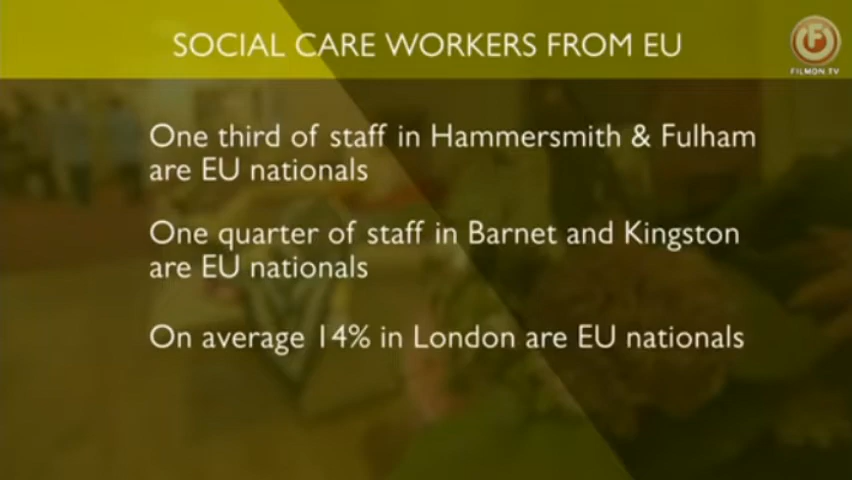 SOCIAL CARE WORKERS FROM EU
FILMON.TV
One third of staff in Hammersmith & Fulham
are EU nationals
One quarter of staff in Barnet and Kingston
are EU nationals
On average 14% in London are EU nationals